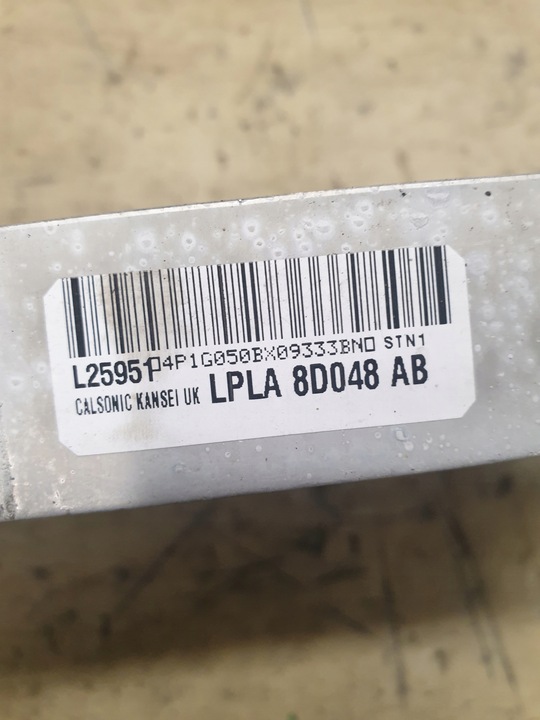 L25951 4P1G050BX09333BN STN1
CALSONIC KANSEI UK LPLA 8D048 AB